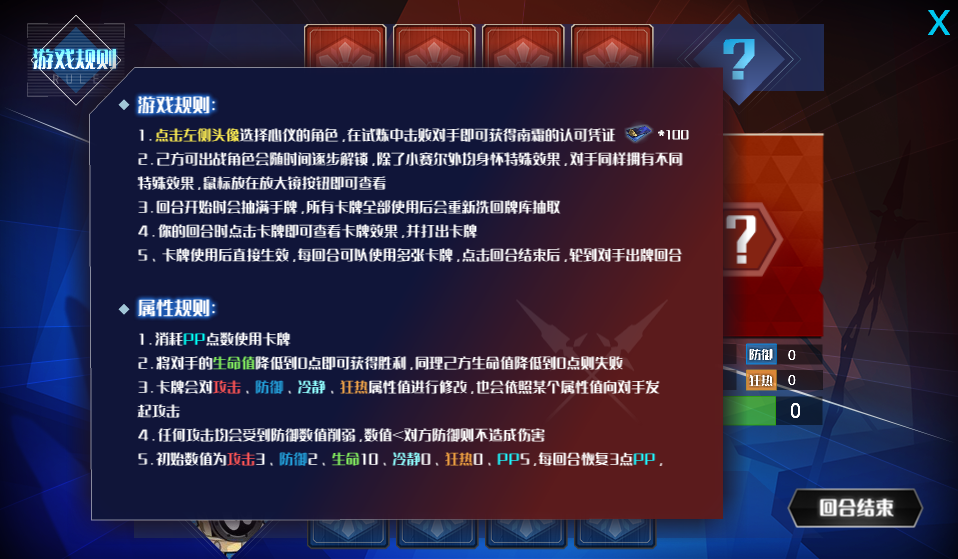 X
游戏规则
RULE
?
游戏规则:
1.点击左侧头像选择心仪的角色,在试炼中击败对手即可获得南霜的认可凭证 *100
2.己方可出战角色会随时间逐步解锁,除了小赛尔外均身怀特殊效果,对手同样拥有不同
特殊效果,鼠标放在放大镜按钮即可查看
3.回合开始时会抽满手牌,所有卡牌全部使用后会重新洗回牌库抽取
4.你的回合时点击卡牌即可查看卡牌效果,并打出卡牌
5、卡牌使用后直接生效,每回合可以使用多张卡牌,点击回合结束后,轮到对手出牌回合
?
属性规则:
1.消耗PP点数使用卡牌
2.将对手的生命值降低到0点即可获得胜利,同理己方生命值降低到0点则失败
3.卡牌会对攻击、防御、冷静、狂热属性值进行修改,也会依照某个属性值向对手发
起攻击
4.任何攻击均会受到防御数值削弱,数值<对方防御则不造成伤害
5.初始数值为攻击3、防御2、生命10、冷静0、狂热0、PP5,每回合恢复3点PP,
防御 0
狂热 0
0
回合结束